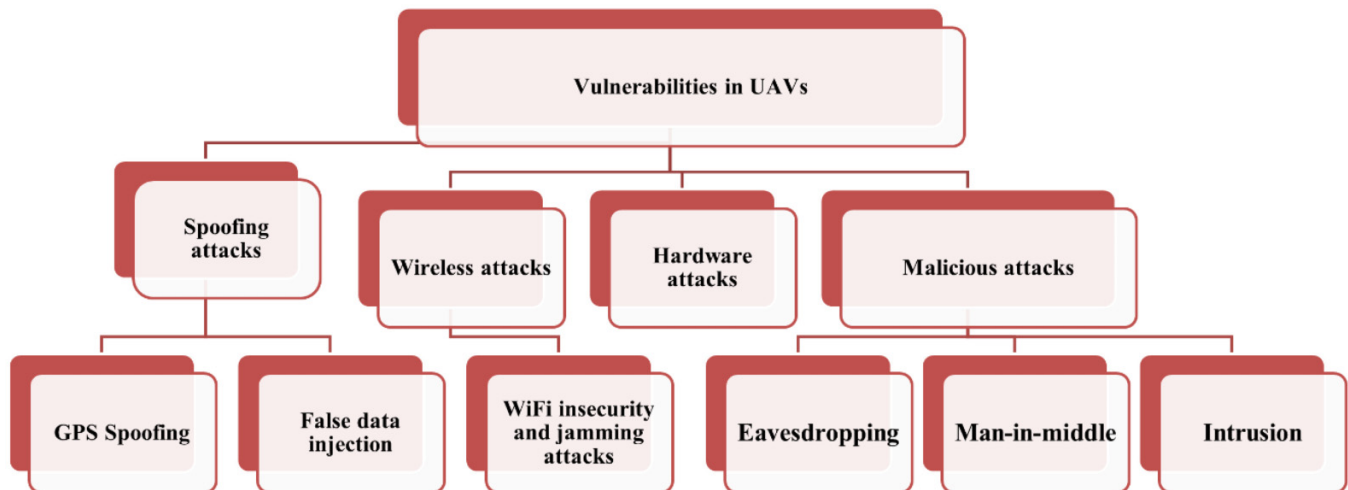 Vulnerabilities in UAVs
Spoofing
attacks
Wireless attacks
Hardware
attacks
Malicious attacks
GPS Spoofing
False data
injection
WiFi insecurity
and jamming
attacks
Eavesdropping
Man-in-middle
Intrusion